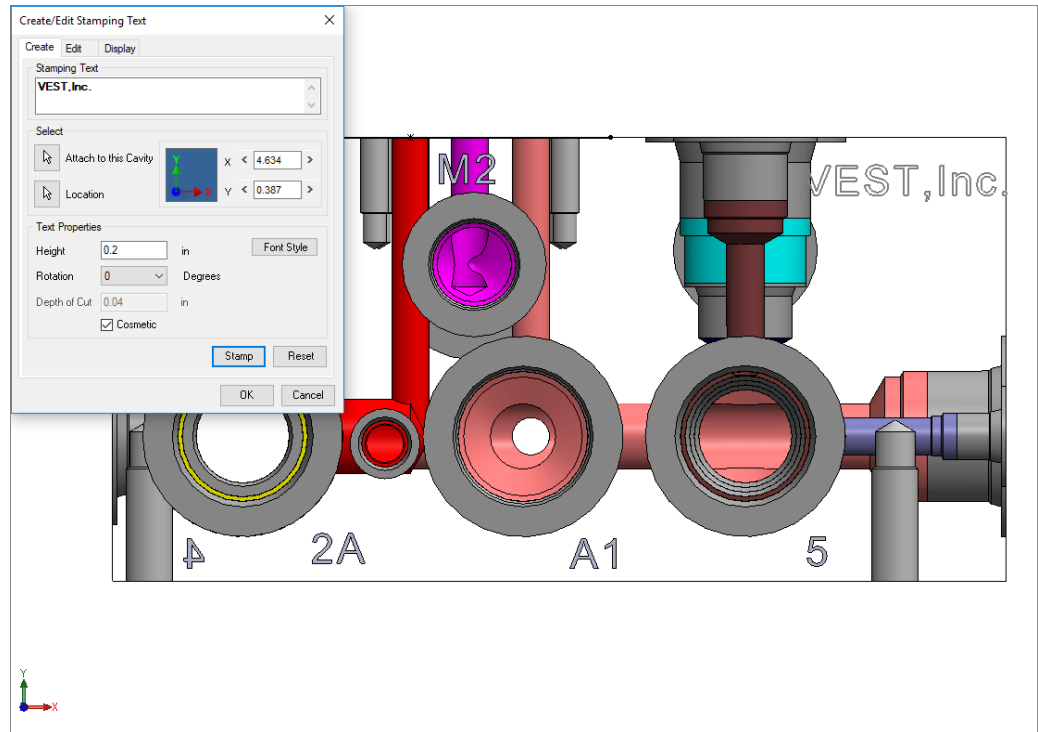 Create/Edit Stamping Text
Create Edit Display
Stamping Text
VEST,Inc.
Select
Attach to this Cavity
Location
Y
X
X < 4.634 >
Y < 0.387 >
Text Properties
Height 0.2 in
Font Style
Rotation 0 Degrees
Depth of Cut 0.04 in
Cosmetic
Stamp Reset
OK Cancel
M2
VEST,Inc.
4
2A
A1
5
Y
X